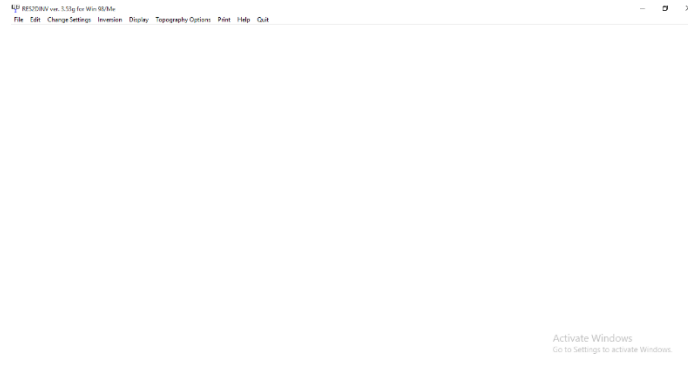 RES2DINV ver. 3.55g for Win 98/Me
File Edit Change Settings Inversion Display Topography Options Print Help Quit
Activate Windows
Go to Settings to activate Windows.